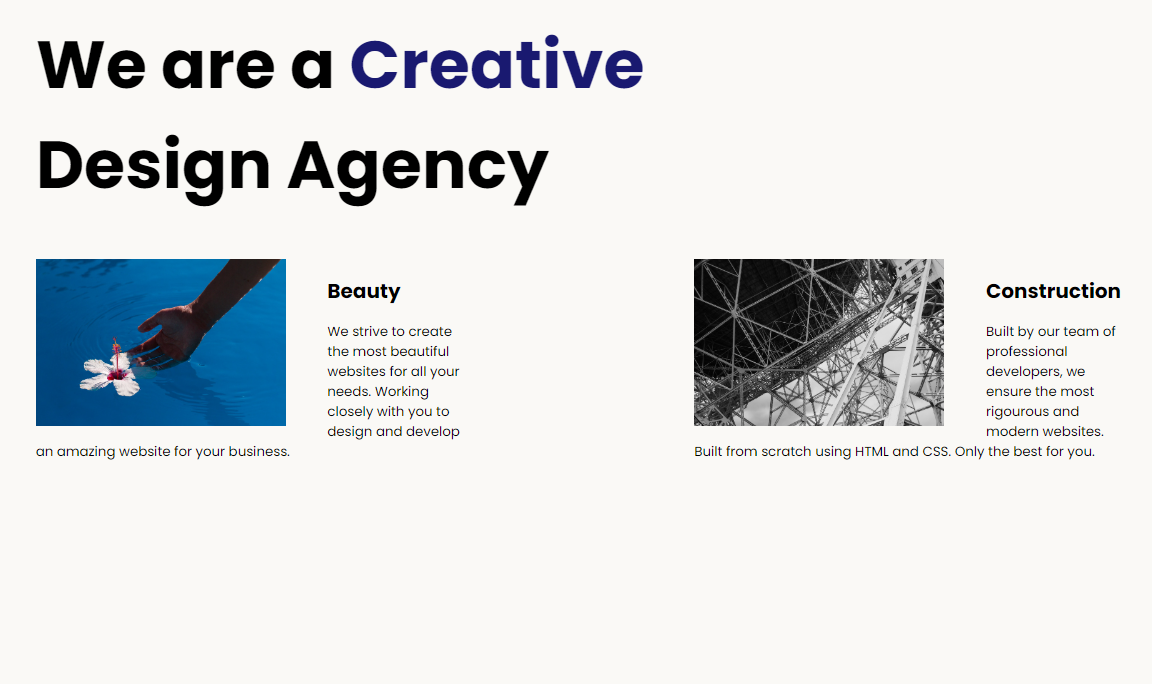 We are a Creative
Design Agency
Beauty
We strive to create
the most beautiful
websites for all your
needs. Working
closely with you to
design and develop
an amazing website for your business.
Construction
Built by our team of
professional
developers, we
ensure the most
rigourous and
modern websites.
Built from scratch using HTML and CSS. Only the best for you.